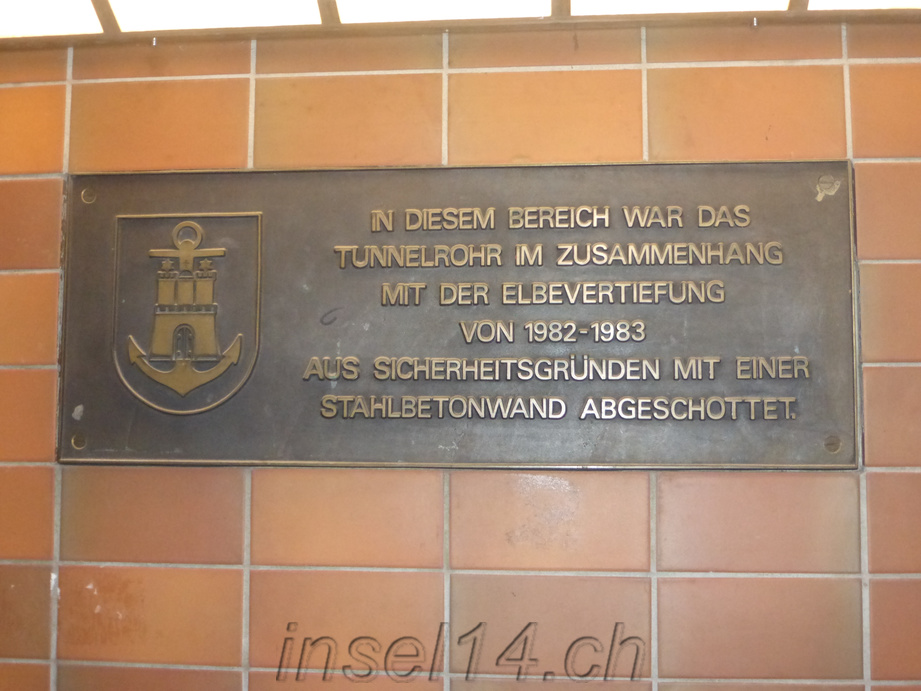 IN DIESEM BEREICH WAR DAS
TUNNELROHR IM ZUSAMMENHANG
MIT DER ELBEVERTIEFUNG
VON 1982-1983
AUS SICHERHEITSGRÜNDEN MIT EINER
STAHLBETONWAND ABGESCHOTTET.
insel14.ch